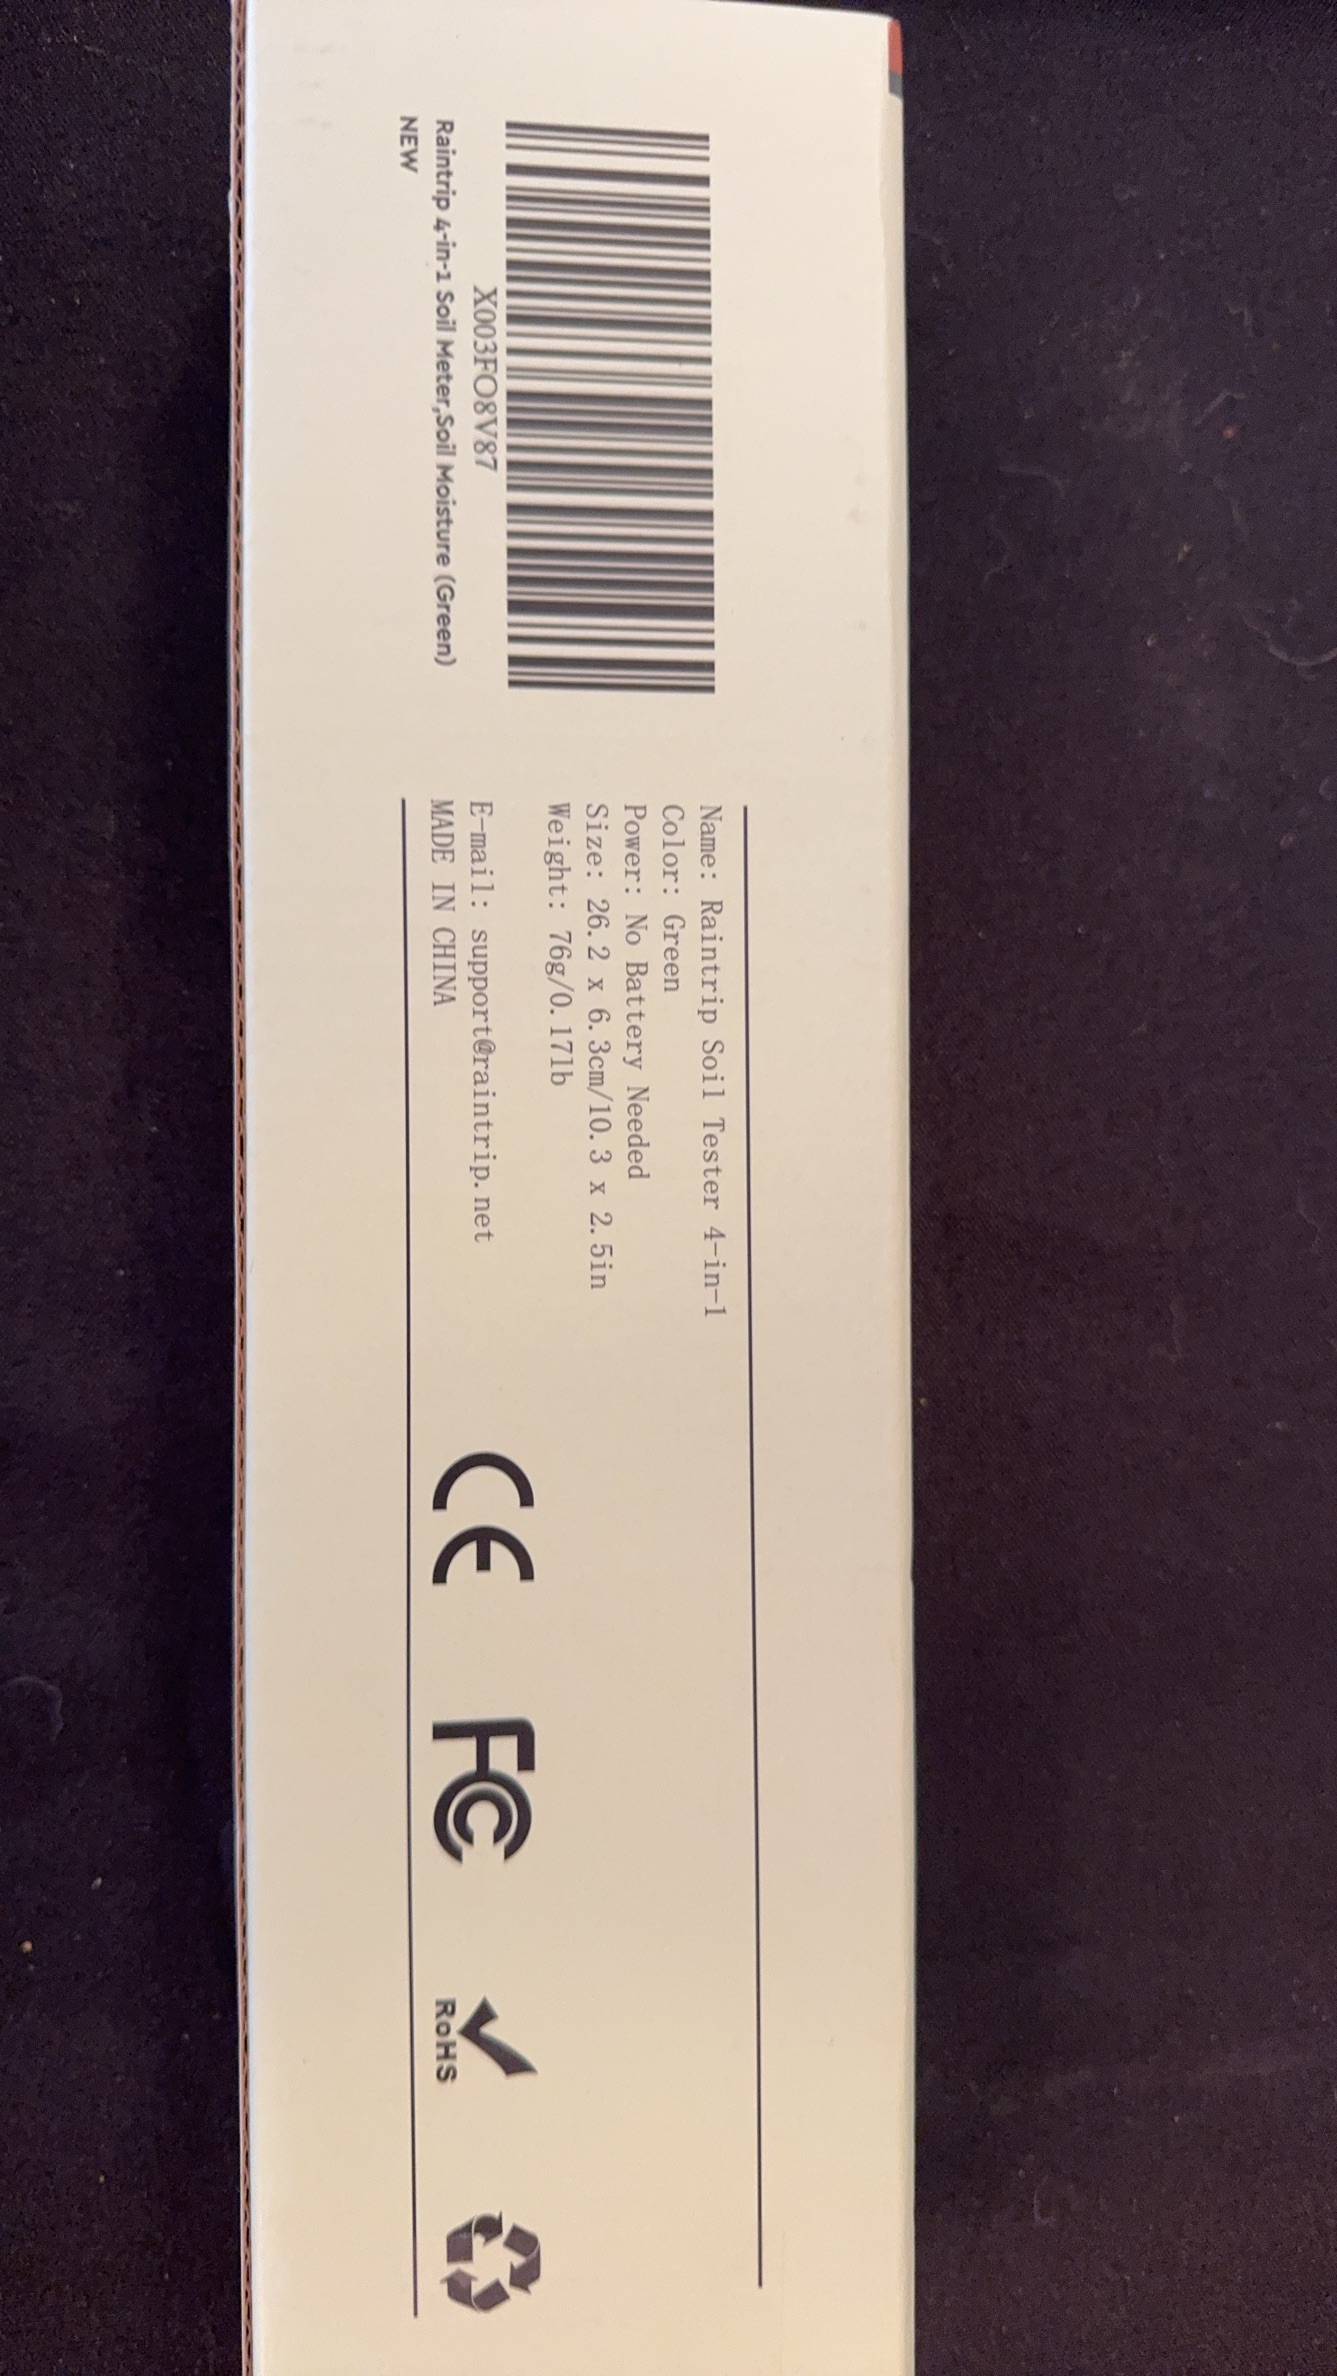 X003FO8V87
Raintrip 4-in-1 Soil Meter,Soil Moisture (Green)
NEW
Name: Raintrip Soil Tester 4-in-1
Color: Green
Power: No Battery Needed
Size: 26.2 x 6.3cm/10.3 x 2.5in
Weight: 76g/0.17lb
E-mail: support@raintrip.net
MADE IN CHINA
CE
FC
RoHS